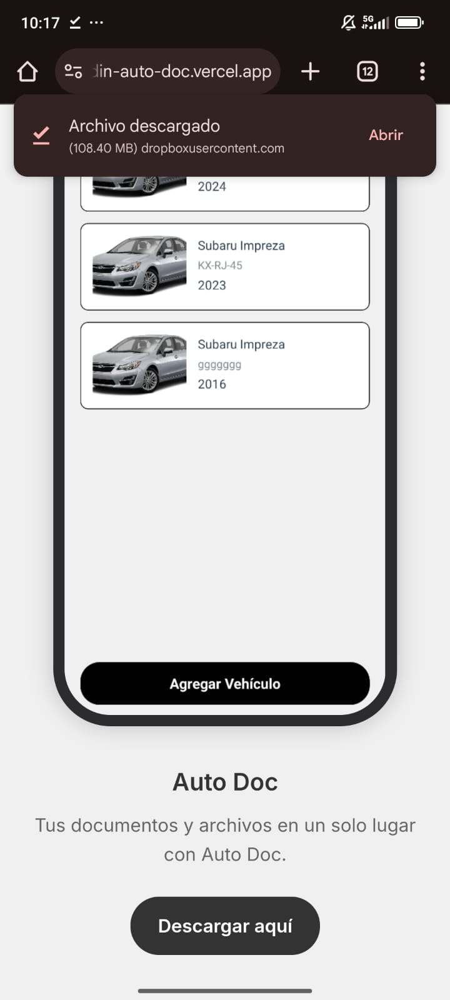 10:17
5G
din-auto-doc.vercel.app
12
Archivo descargado
(108.40 MB) dropboxusercontent.com
Abrir
2024
Subaru Impreza
KX-RJ-45
2023
Subaru Impreza
ggggggg
2016
Agregar Vehículo
Auto Doc
Tus documentos y archivos en un solo lugar
con Auto Doc.
Descargar aquí